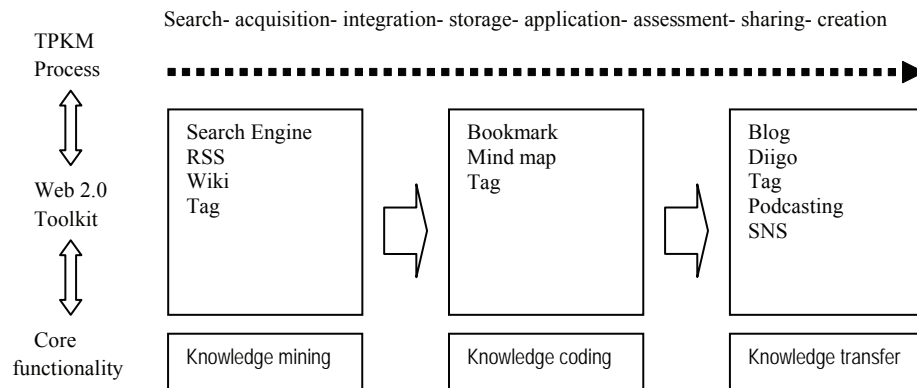 Search- acquisition- integration- storage- application- assessment- sharing- creation
TPKM
Process
Search Engine
RSS
Wiki
Tag
Bookmark
Mind map
Tag
Blog
Diigo
Tag
Podcasting
SNS
Web 2.0
Toolkit
Core
functionality
Knowledge mining
Knowledge coding
Knowledge transfer